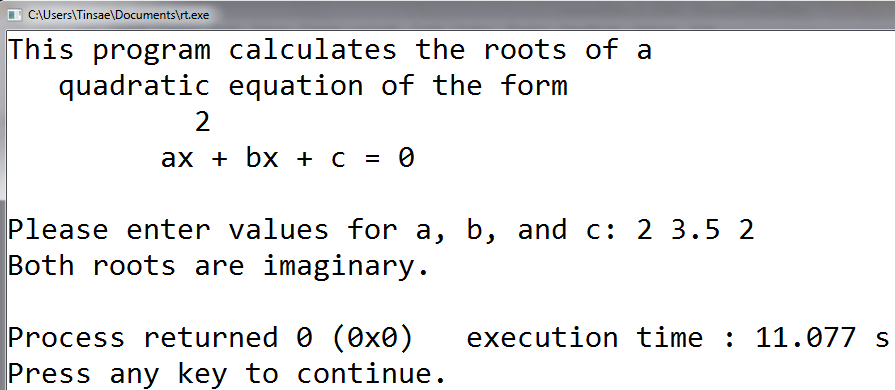 C:\Users\Tinsae\Documents\rt.exe
This program calculates the roots of a
   quadratic equation of the form
           2
         ax + bx + c = 0

Please enter values for a, b, and c: 2 3.5 2
Both roots are imaginary.

Process returned 0 (0x0)   execution time : 11.077 s
Press any key to continue.